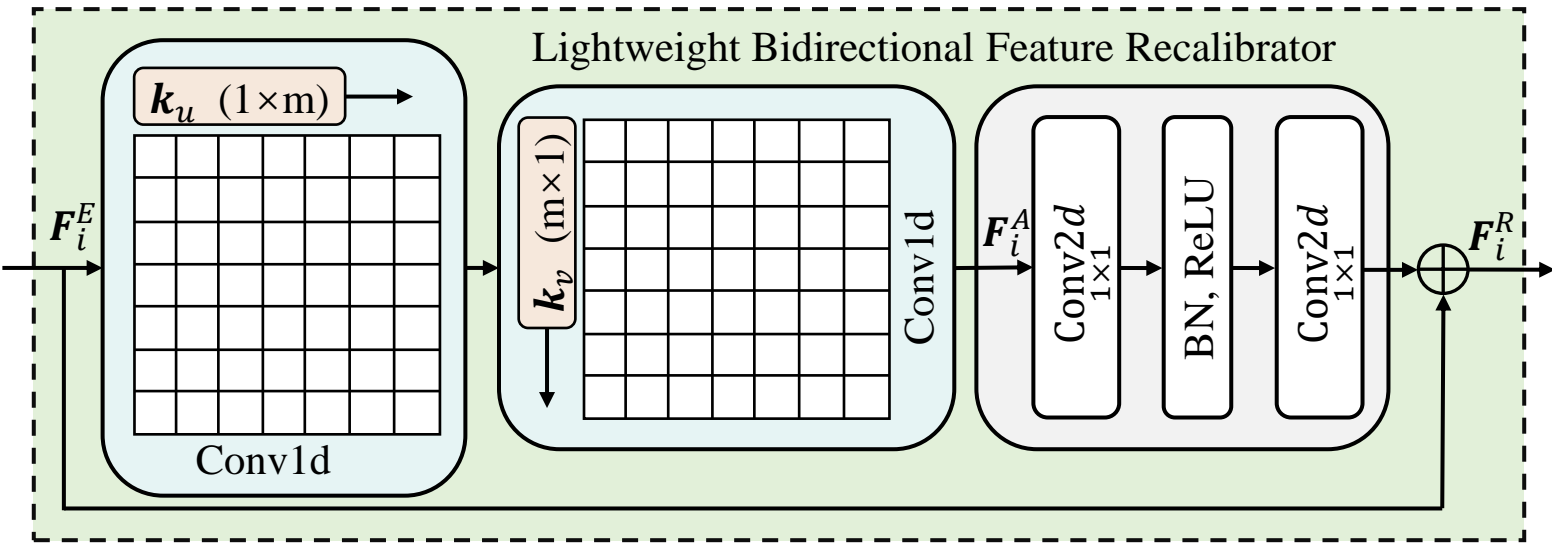 Lightweight Bidirectional Feature Recalibrator
k_u (1×m)
F_i^E
Conv1d
k_v (m×1)
Conv1d
F_i^A
Conv2d
1×1
BN, ReLU
Conv2d
1×1
F_i^R